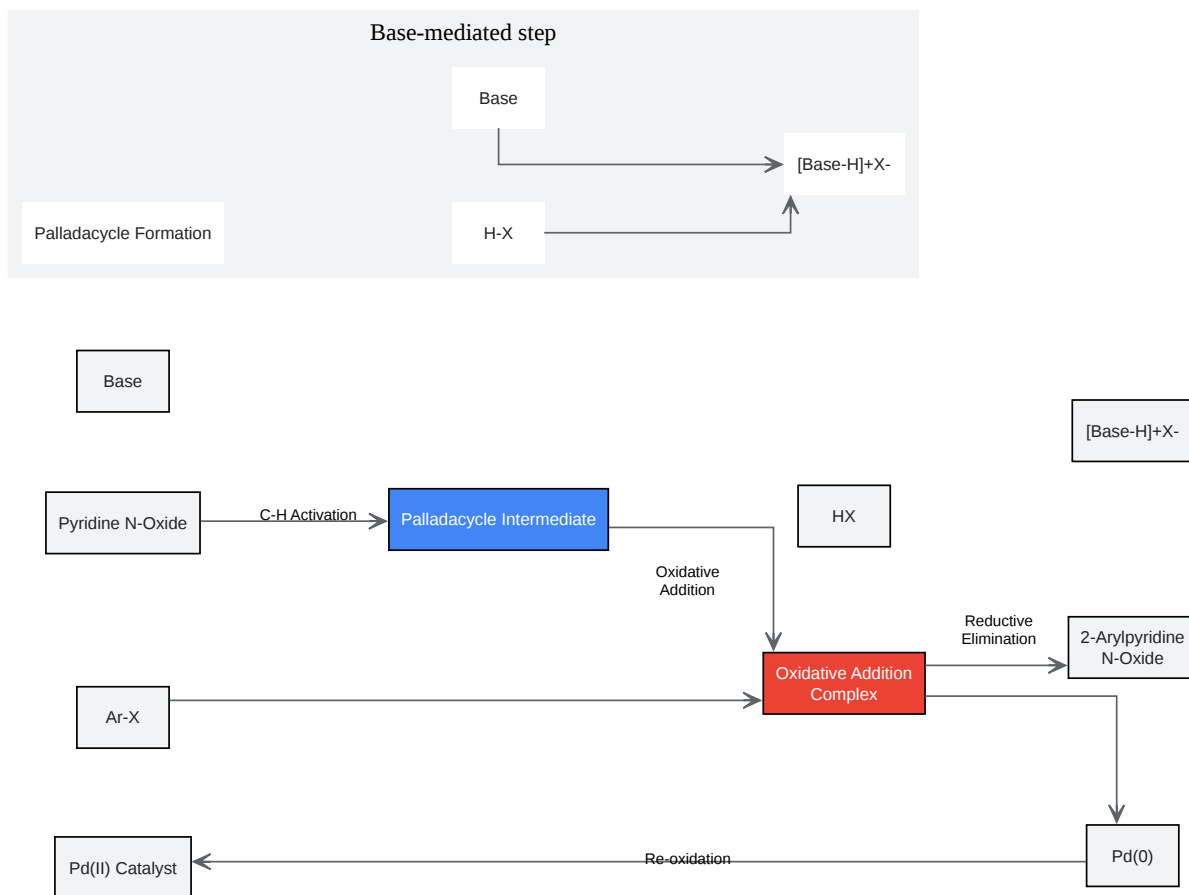 Base-mediated step
Base
[Base-H]+X-
Palladacycle Formation
H-X
Base
[Base-H]+X-
Pyridine N-Oxide
C-H Activation
Palladacycle Intermediate
HX
Oxidative
Addition
Reductive
Elimination
2-Arylpyridine
N-Oxide
Oxidative Addition
Complex
Ar-X
Pd(II) Catalyst
Re-oxidation
Pd(0)